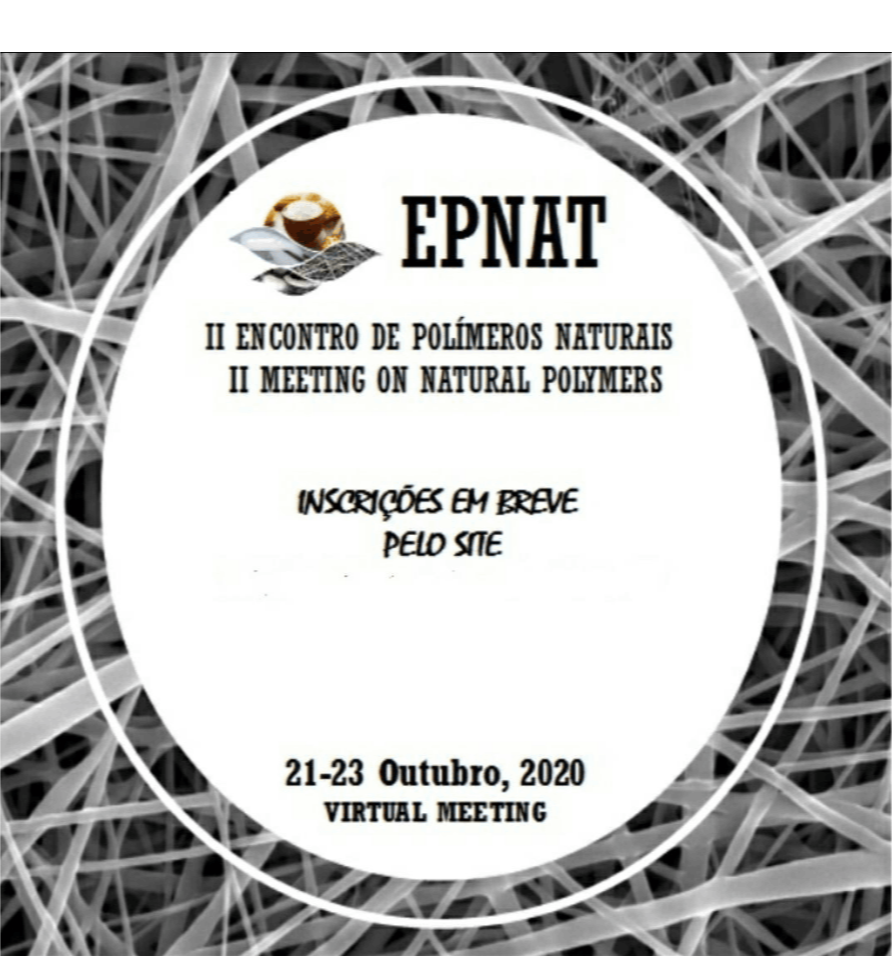 EPNAT
II ENCONTRO DE POLÍMEROS NATURAIS
II MEETING ON NATURAL POLYMERS
INSCRIÇÕES EM BREVE
PELO SITE
21-23 Outubro, 2020
VIRTUAL MEETING